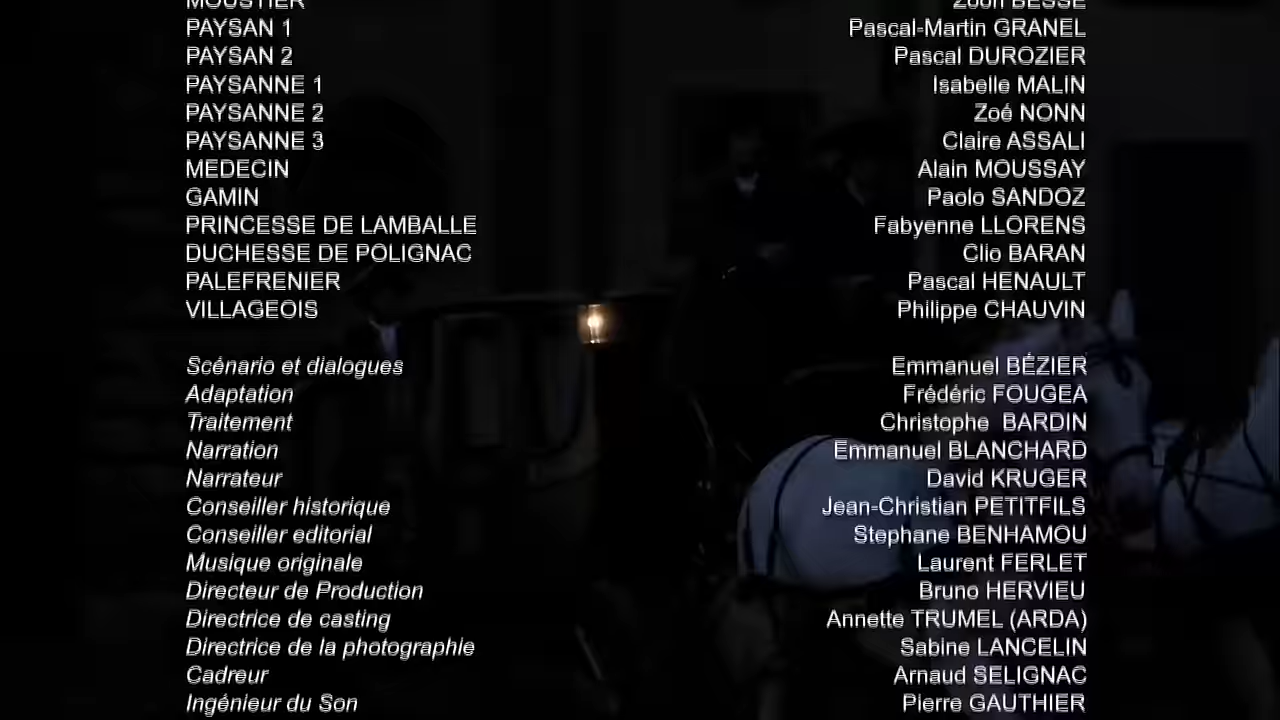 MOUSTIER Zoon BESSE
PAYSAN 1 Pascal-Martin GRANEL
PAYSAN 2 Pascal DUROZIER
PAYSANNE 1 Isabelle MALIN
PAYSANNE 2 Zoé NONN
PAYSANNE 3 Claire ASSALI
MEDECIN Alain MOUSSAY
GAMIN Paolo SANDOZ
PRINCESSE DE LAMBALLE Fabyenne LLORENS
DUCHESSE DE POLIGNAC Clio BARAN
PALEFRENIER Pascal HENAULT
VILLAGEOIS Philippe CHAUVIN
Scénario et dialogues Emmanuel BÉZIER
Adaptation Frédéric FOUGEA
Traitement Christophe BARDIN
Narration Emmanuel BLANCHARD
Narrateur David KRUGER
Conseiller historique Jean-Christian PETITFILS
Conseiller editorial Stephane BENHAMOU
Musique originale Laurent FERLET
Directeur de Production Bruno HERVIEU
Directrice de casting Annette TRUMEL (ARDA)
Directrice de la photographie Sabine LANCELIN
Cadreur Arnaud SELIGNAC
Ingénieur du Son Pierre GAUTHIER